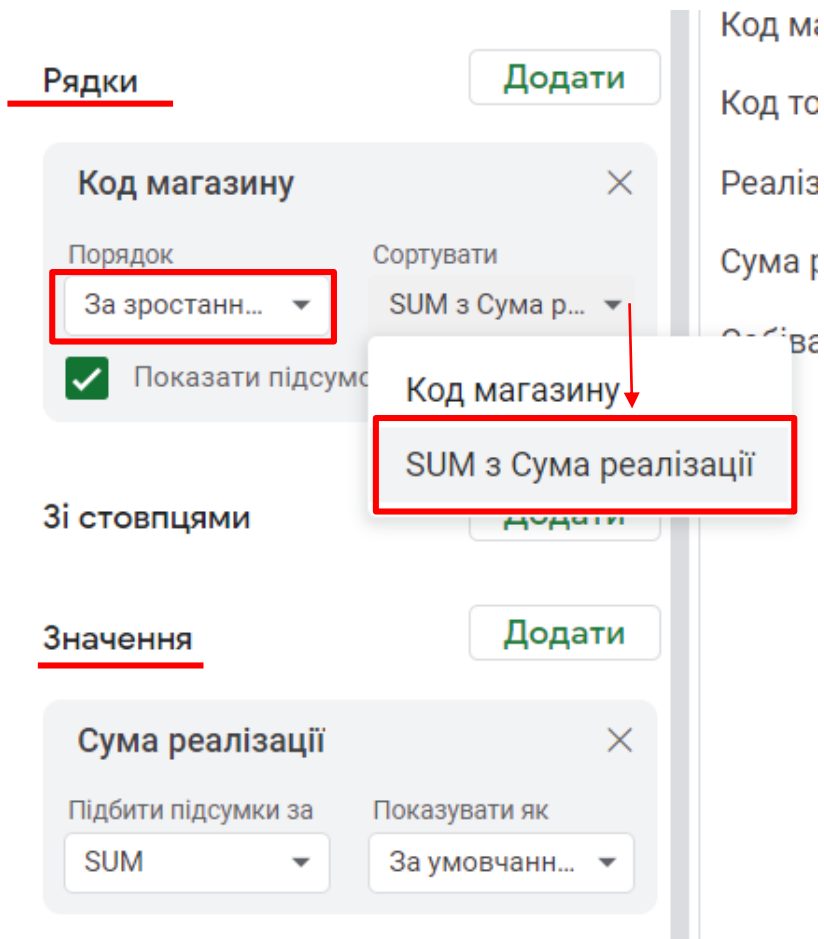 Код ма
Рядки
Додати
Код то
Код магазину
Реаліз
Порядок
Сортувати
Сума р
За зростанн...
SUM з Сума р...
Показати підсумо
Код магазину
SUM з Сума реалізації
Зі стовпцями
Додати
Значення
Додати
Сума реалізації
Підбити підсумки за
Показувати як
SUM
За умовчанн...